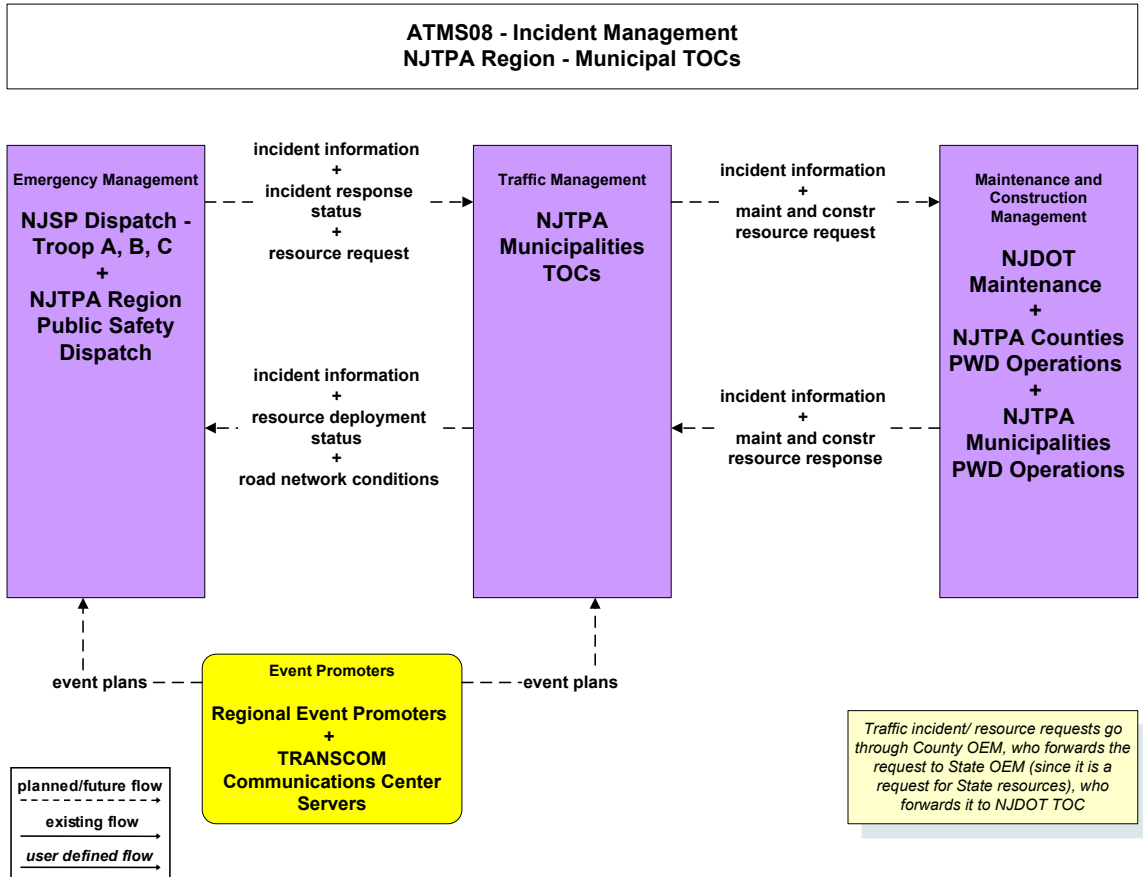 ATMS08 - Incident Management
NJTPA Region - Municipal TOCs
Emergency Management
NJSP Dispatch -
Troop A, B, C
+
NJTPA Region
Public Safety
Dispatch
incident information
+
incident response
status
+
resource request
incident information
+
resource deployment
status
+
road network conditions
Traffic Management
NJTPA
Municipalities
TOCs
incident information
+
maint and constr
resource request
incident information
+
maint and constr
resource response
Maintenance and
Construction
Management
NJDOT
Maintenance
+
NJTPA Counties
PWD Operations
+
NJTPA
Municipalities
PWD Operations
event plans
Event Promoters
Regional Event Promoters
+
TRANSCOM
Communications Center
Servers
event plans
Traffic incident/ resource requests go
through County OEM, who forwards the
request to State OEM (since it is a
request for State resources), who
forwards it to NJDOT TOC
planned/future flow
existing flow
user defined flow